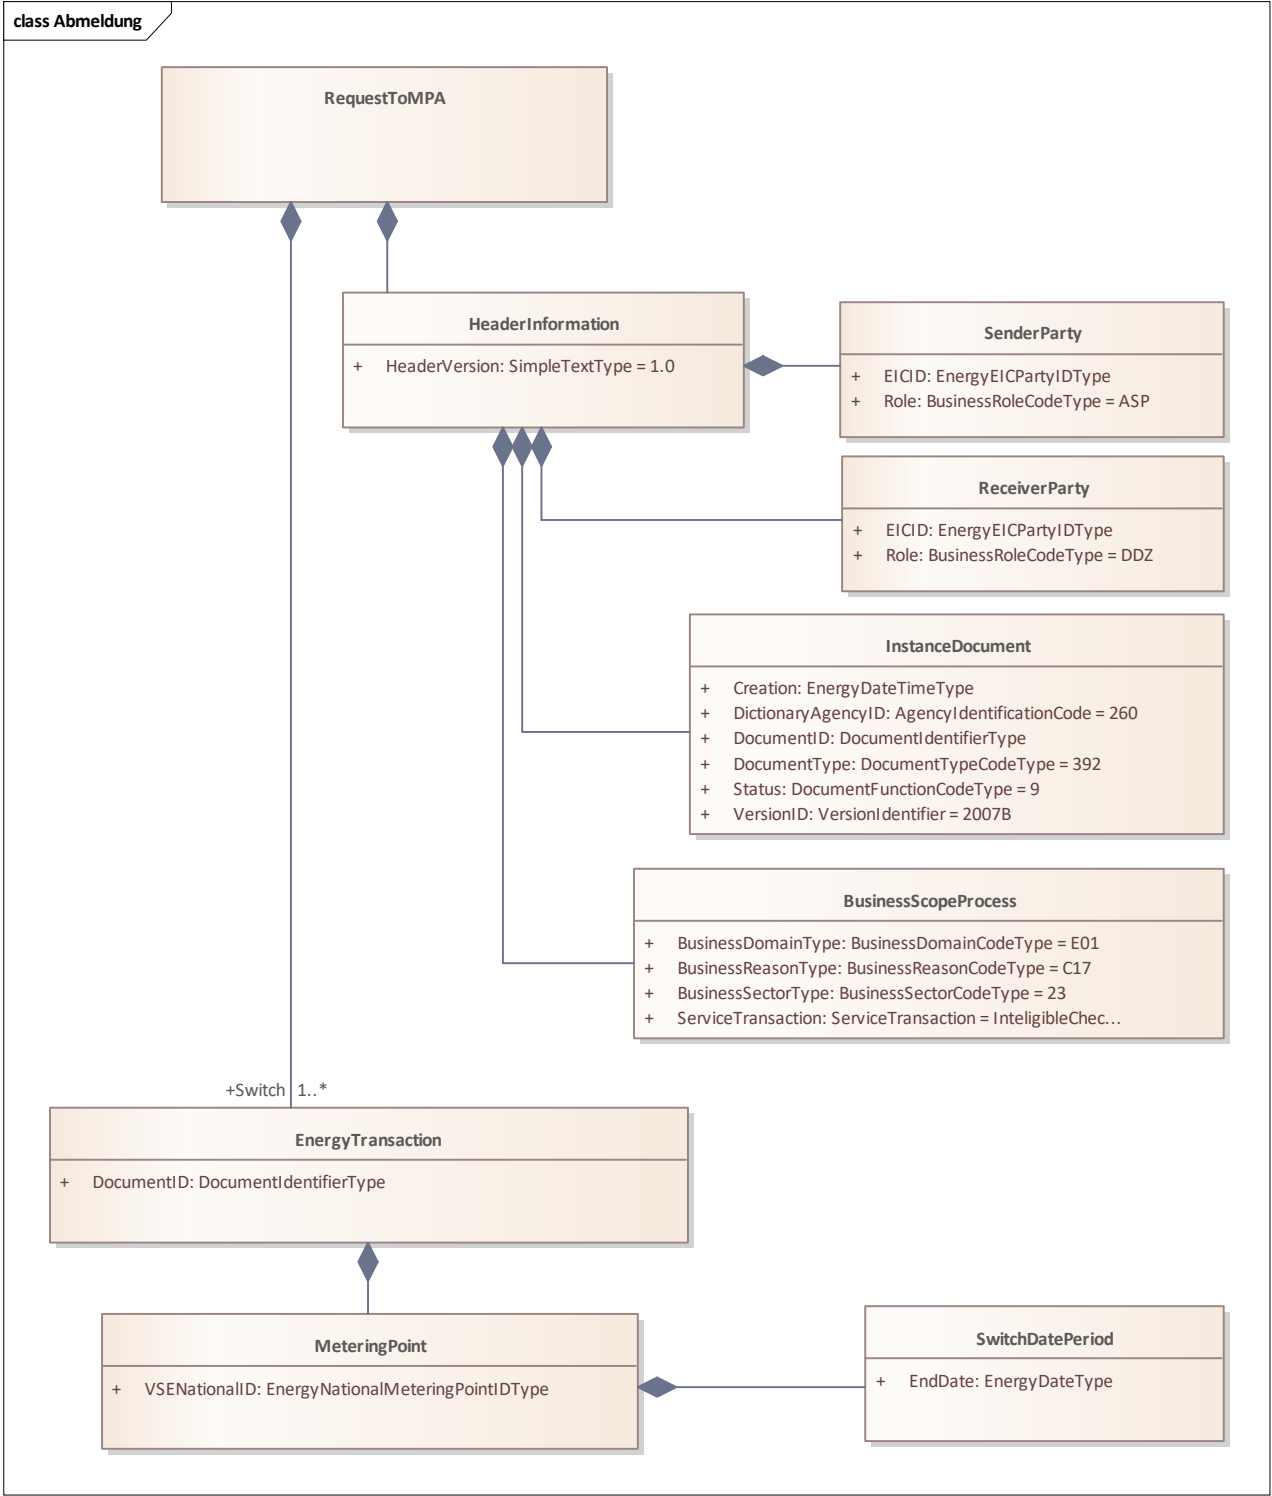 class Abmeldung
RequestToMPA
HeaderInformation
+ HeaderVersion: SimpleTextType = 1.0
SenderParty
+ EICID: EnergyEICPartyIDType
+ Role: BusinessRoleCodeType = ASP
ReceiverParty
+ EICID: EnergyEICPartyIDType
+ Role: BusinessRoleCodeType = DDZ
InstanceDocument
+ Creation: EnergyDateTimeType
+ DictionaryAgencyID: AgencyIdentificationCode = 260
+ DocumentID: DocumentIdentifierType
+ DocumentType: DocumentTypeCodeType = 392
+ Status: DocumentFunctionCodeType = 9
+ VersionID: VersionIdentifier = 2007B
BusinessScopeProcess
+ BusinessDomainType: BusinessDomainCodeType = E01
+ BusinessReasonType: BusinessReasonCodeType = C17
+ BusinessSectorType: BusinessSectorCodeType = 23
+ ServiceTransaction: ServiceTransaction = InteligibleChec...
+Switch 1..*
EnergyTransaction
+ DocumentID: DocumentIdentifierType
MeteringPoint
+ VSENationalID: EnergyNationalMeteringPointIDType
SwitchDatePeriod
+ EndDate: EnergyDateType